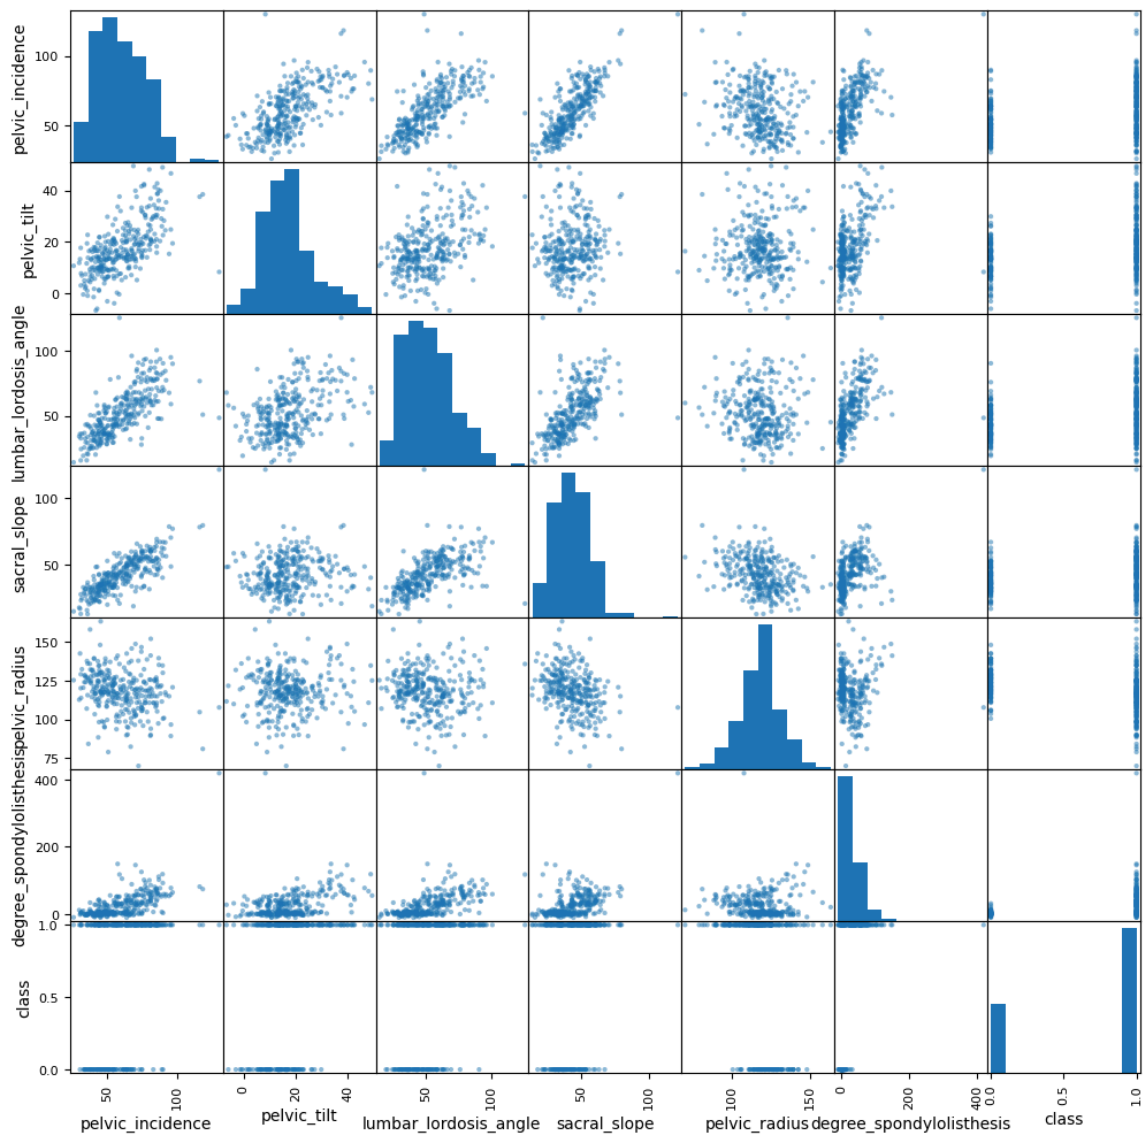 pelvic_incidence
100
50
pelvic_tilt
40
20
0
lumbar_lordosis_angle
100
50
sacral_slope
100
50
pelvic_radius
150
125
100
75
degree_spondylolisthesis
400
200
0
class
1.0
0.5
0.0
50 100 0 20 40 50 100 50 100 100 150 0 200 400 0.0 0.5 1.0
pelvic_incidence pelvic_tilt lumbar_lordosis_angle sacral_slope pelvic_radius degree_spondylolisthesis class